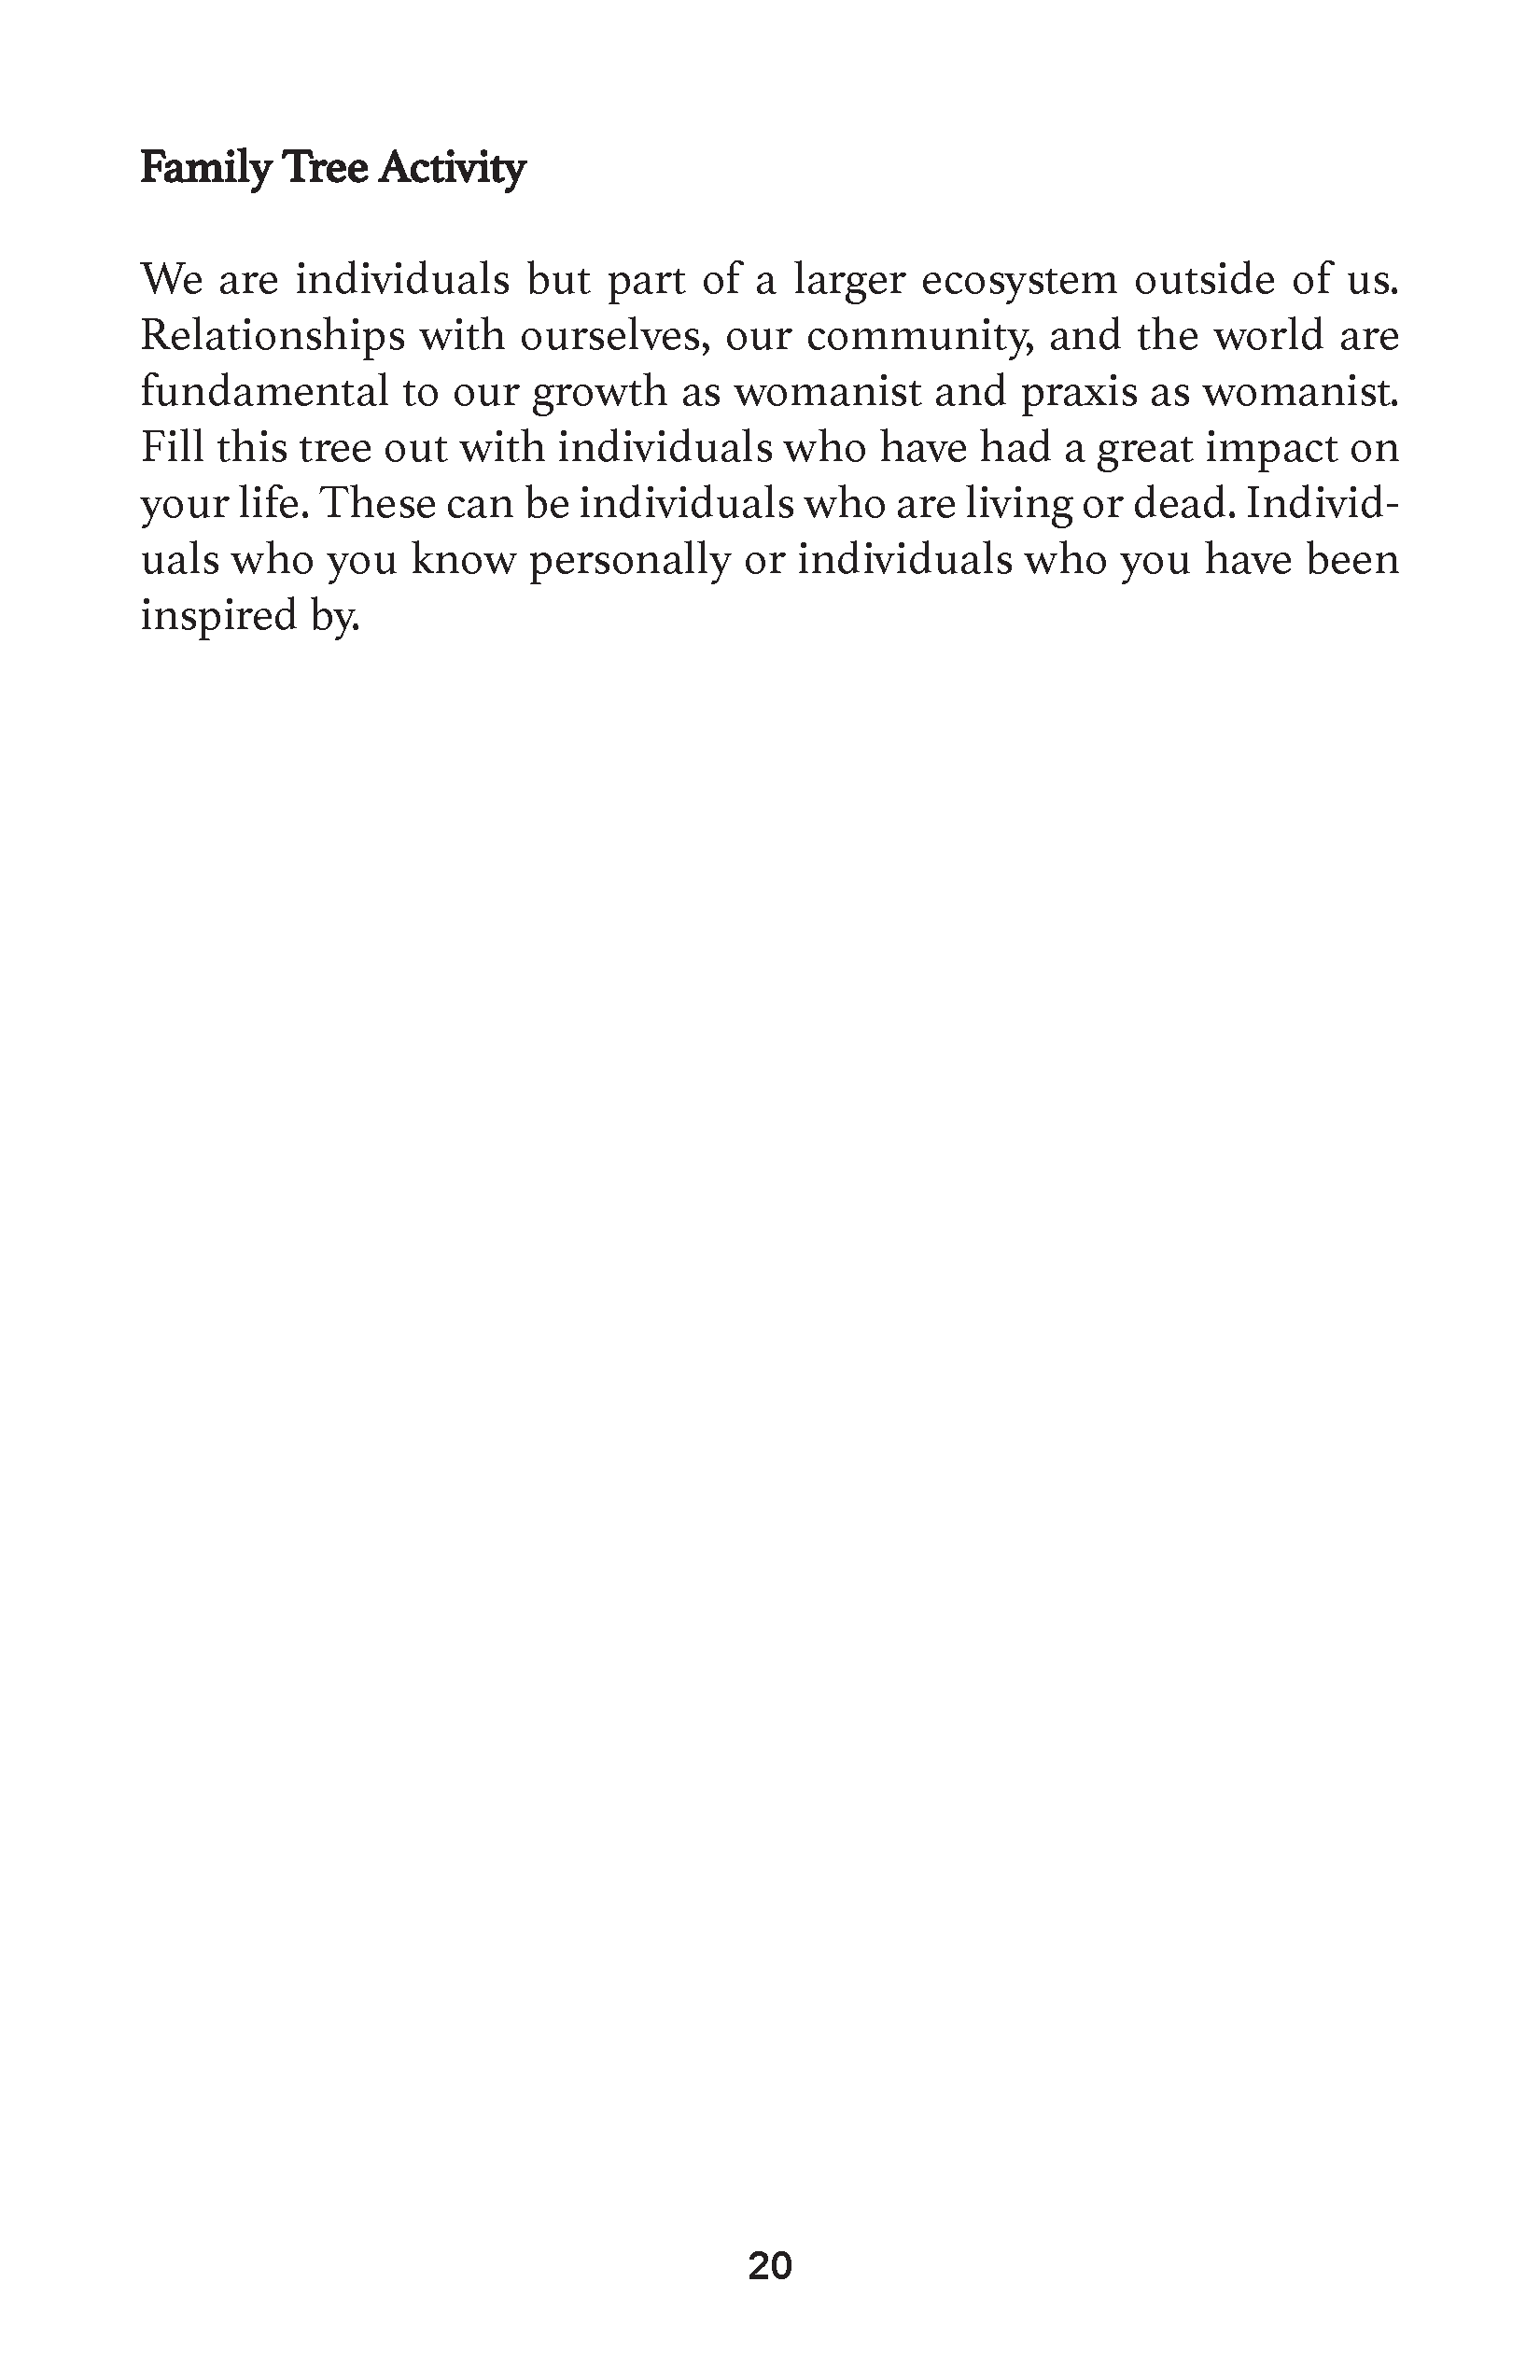 Family Tree Activity
We are individuals but part of a larger ecosystem outside of us.
Relationships with ourselves, our community, and the world are
fundamental to our growth as womanist and praxis as womanist.
Fill this tree out with individuals who have had a great impact on
your life. These can be individuals who are living or dead. Individ-
uals who you know personally or individuals who you have been
inspired by.
20